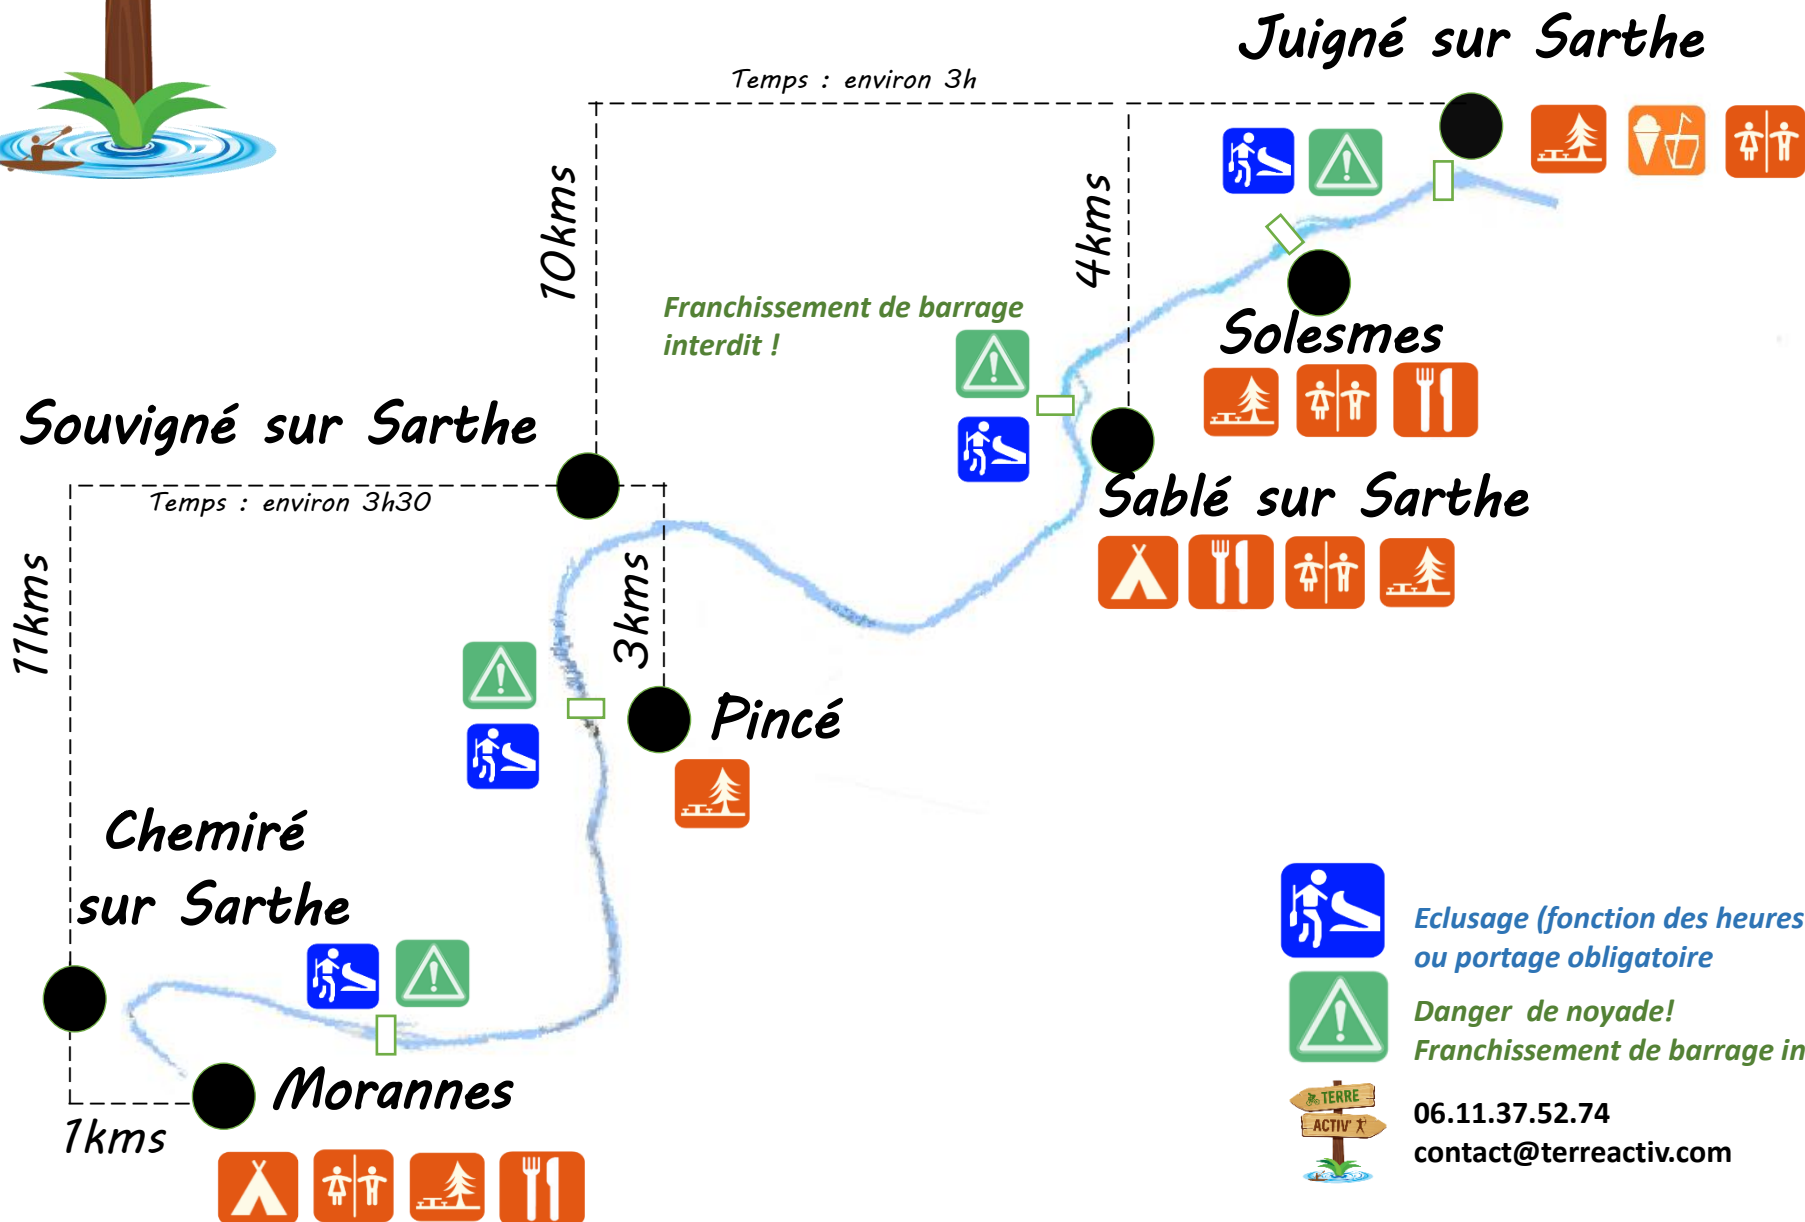 Juigné sur Sarthe
Temps : environ 3h
10kms
4kms
Franchissement de barrage
interdit !
Solesmes
Souvigné sur Sarthe
Temps : environ 3h30
Sablé sur Sarthe
11kms
3kms
Pincé
Chemiré
sur Sarthe
Eclusage (fonction des heures
ou portage obligatoire
Danger de noyade!
Franchissement de barrage in
Morannes
1kms
TERRE
ACTIV'
06.11.37.52.74
contact@terreactiv.com